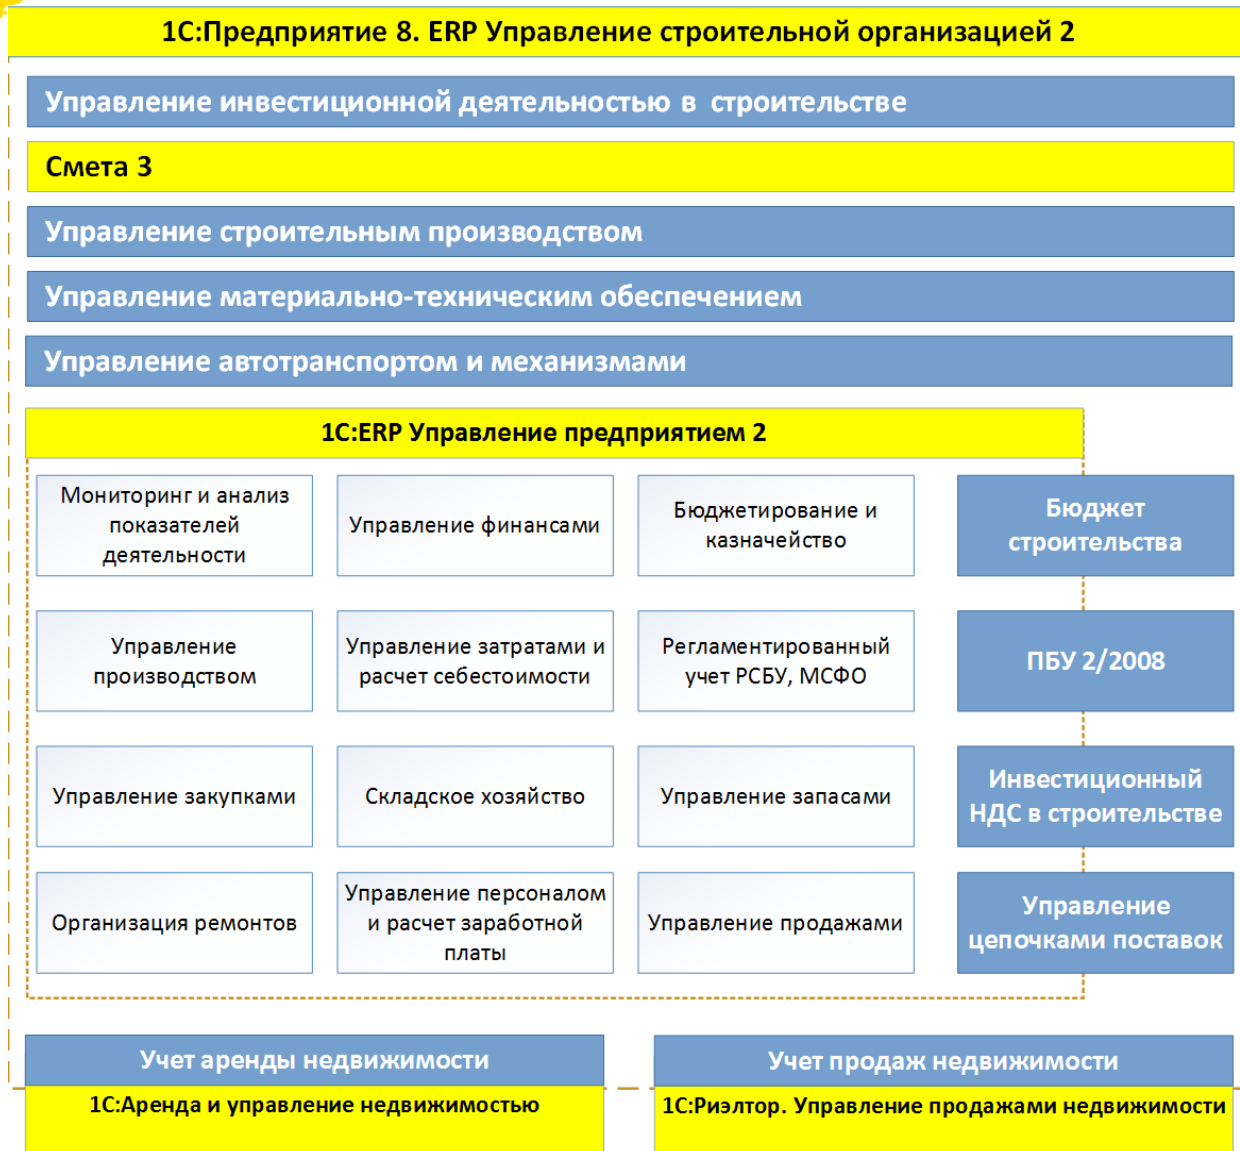 1С:Предприятие 8. ERP Управление строительной организацией 2
Управление инвестиционной деятельностью в строительстве
Смета 3
Управление строительным производством
Управление материально-техническим обеспечением
Управление автотранспортом и механизмами
1С:ERP Управление предприятием 2
Мониторинг и анализ
показателей
деятельности
Управление финансами
Бюджетирование и
казначейство
Бюджет
строительства
Управление
производством
Управление затратами и
расчет себестоимости
Регламентированный
учет РСБУ, МСФО
ПБУ 2/2008
Управление закупками
Складское хозяйство
Управление запасами
Инвестиционный
НДС в строительстве
Организация ремонтов
Управление персоналом
и расчет заработной
платы
Управление продажами
Управление
цепочками поставок
Учет аренды недвижимости
Учет продаж недвижимости
1С:Аренда и управление недвижимостью
1С:Риэлтор. Управление продажами недвижимости